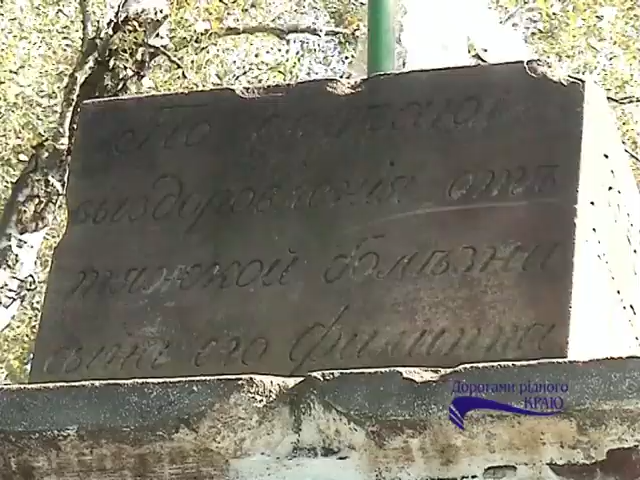 выздоровленія отъ
тяжкой болѣзни
сына его Филиппа
Дорогами рідного
КРАЮ